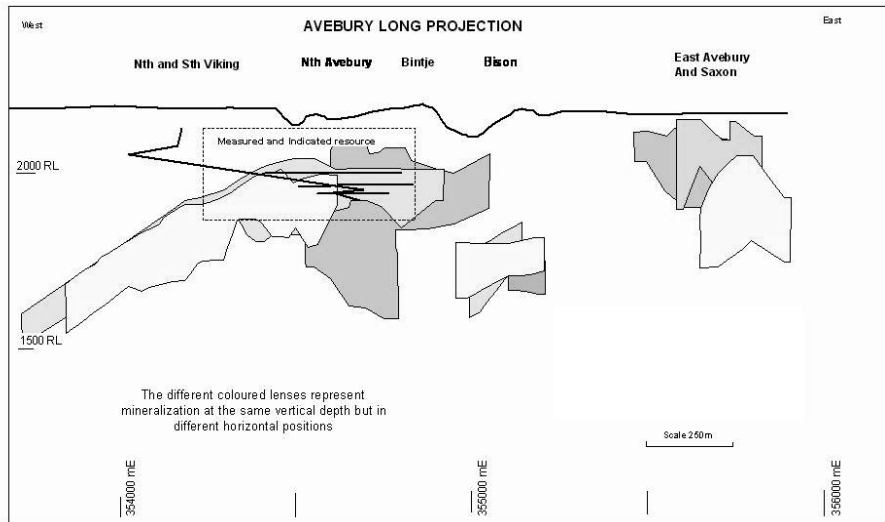 West
AVEBURY LONG PROJECTION
East
Nth and Sth Viking
Nth Avebury
Bintje
Bison
East Avebury
And Saxon
Measured and Indicated resource
2000 RL
1500 RL
The different coloured lenses represent
mineralization at the same vertical depth but in
different horizontal positions
Scale 250m
354000 mE
355000 mE
356000 mE